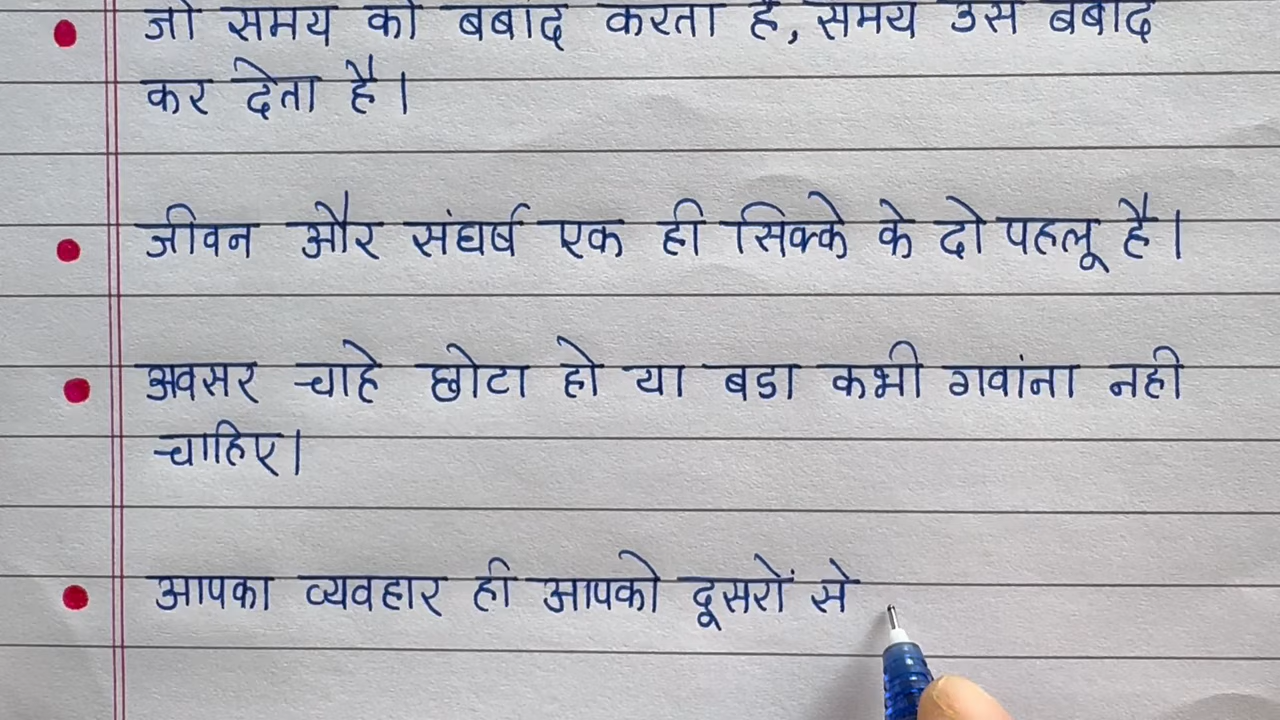 जो समय को बर्बाद करता है, समय उसे बर्बाद
कर देता है।
जीवन और संघर्ष एक ही सिक्के के दो पहलू है।
अवसर चाहे छोटा हो या बडा कभी गवांना नही
चाहिए।
आपका व्यवहार ही आपको दूसरों से